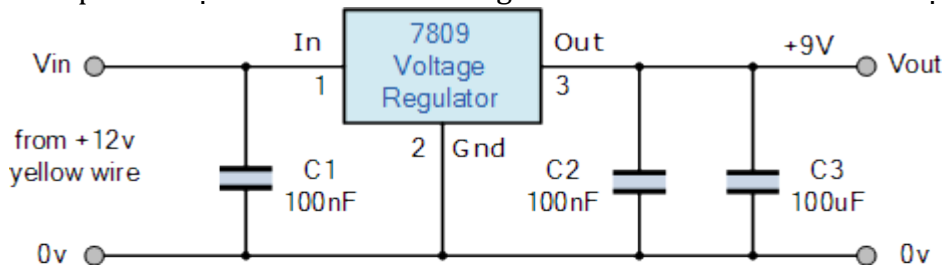 7809
Voltage
Regulator
In
1
Out
3
+9V
Vin
Vout
from +12v
yellow wire
2 Gnd
C1
100nF
C2
100nF
C3
100uF
0v
0v